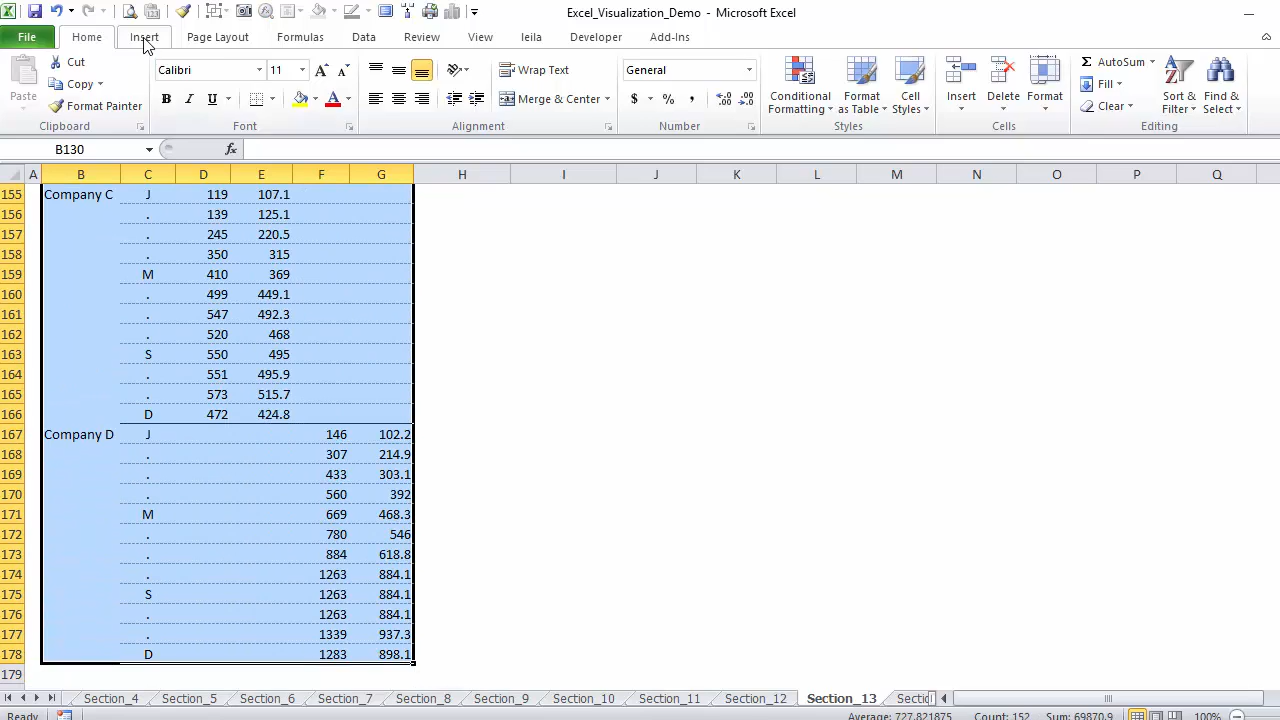 Excel_Visualization_Demo - Microsoft Excel
File Home Insert Page Layout Formulas Data Review View leila Developer Add-Ins
Paste Cut Copy Format Painter Clipboard
Calibri 11 B I U Font
Wrap Text Merge & Center Alignment
General $ % , Number
Conditional Formatting Format as Table Cell Styles Styles
Insert Delete Format Cells
AutoSum Fill Clear Sort & Filter Find & Select Editing
B130 fx
A B C D E F G H I J K L M N O P Q
155 Company C J 119 107.1
156 . 139 125.1
157 . 245 220.5
158 . 350 315
159 M 410 369
160 . 499 449.1
161 . 547 492.3
162 . 520 468
163 S 550 495
164 . 551 495.9
165 . 573 515.7
166 D 472 424.8
167 Company D J 146 102.2
168 . 307 214.9
169 . 433 303.1
170 . 560 392
171 M 669 468.3
172 . 780 546
173 . 884 618.8
174 . 1263 884.1
175 S 1263 884.1
176 . 1263 884.1
177 . 1339 937.3
178 D 1283 898.1
179
Section_4 Section_5 Section_6 Section_7 Section_8 Section_9 Section_10 Section_11 Section_12 Section_13 Sectio
Ready Average: 727.821875 Count: 152 Sum: 69870.9 100%